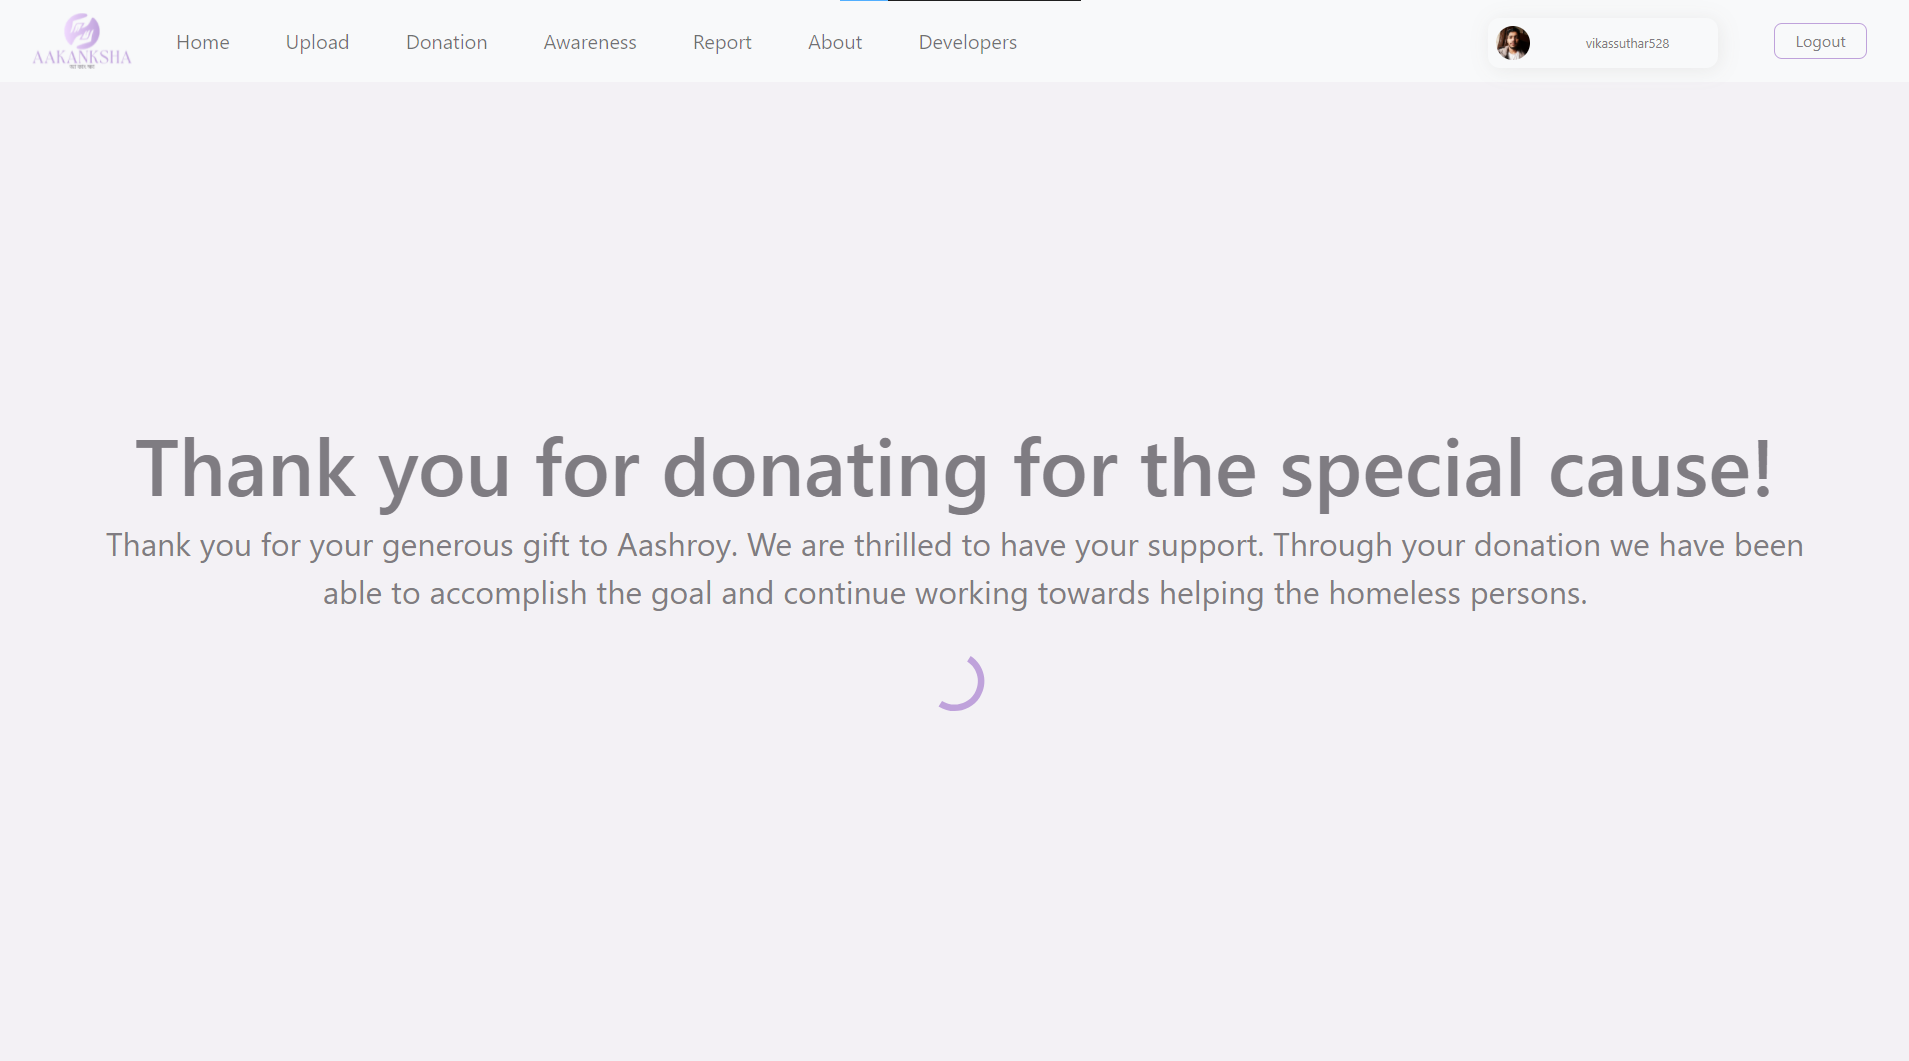 AAKANKSHA
Home
Upload
Donation
Awareness
Report
About
Developers
vikassuthar528
Logout
Thank you for donating for the special cause!
Thank you for your generous gift to Aashroy. We are thrilled to have your support. Through your donation we have been
able to accomplish the goal and continue working towards helping the homeless persons.